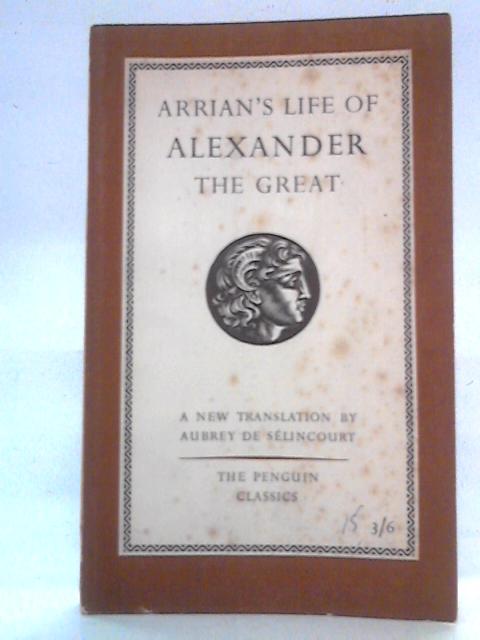 ARRIAN'S LIFE OF
ALEXANDER
THE GREAT
A NEW TRANSLATION BY
AUBREY DE SÉLINCOURT
THE PENGUIN
CLASSICS
15 3/6